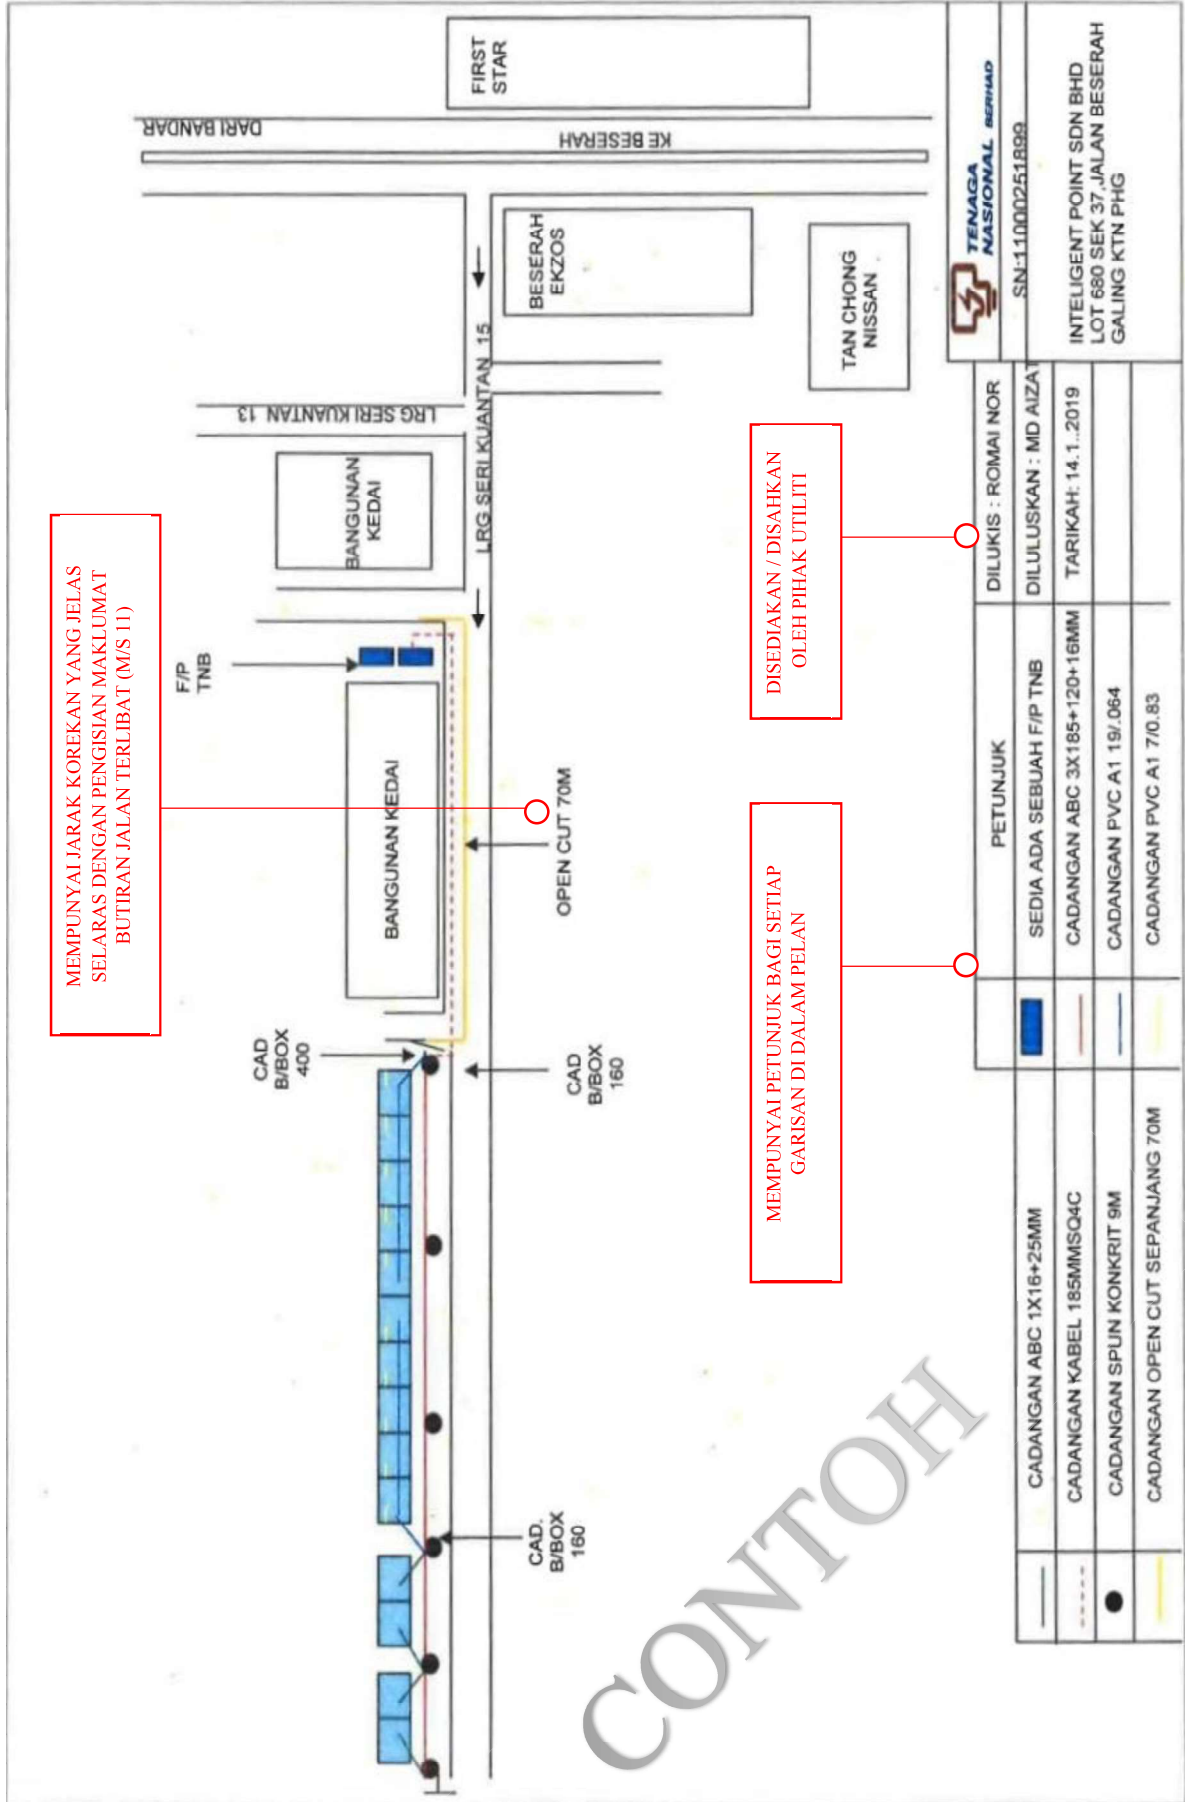 FIRST
STAR
DARI BANDAR
KE BESERAH
BESERAH
EKZOS
TAN CHONG
NISSAN
LRG SERI KUANTAN 13
LRG SERI KUANTAN 15
BANGUNAN
KEDAI
F/P
TNB
BANGUNAN KEDAI
OPEN CUT 70M
CAD
B/BOX
400
CAD
B/BOX
160
CAD.
B/BOX
160
MEMPUNYAI JARAK KOREKAN YANG JELAS
SELARAS DENGAN PENGISIAN MAKLUMAT
BUTIRAN JALAN TERLIBAT (M/S 11)
DISEDIAKAN / DISAHKAN
OLEH PIHAK UTILITI
MEMPUNYAI PETUNJUK BAGI SETIAP
GARISAN DI DALAM PELAN
CONTOH
CADANGAN ABC 1X16+25MM
CADANGAN KABEL 185MMSQ4C
CADANGAN SPUN KONKRIT 9M
CADANGAN OPEN CUT SEPANJANG 70M
PETUNJUK
SEDIA ADA SEBUAH F/P TNB
CADANGAN ABC 3X185+120+16MM
CADANGAN PVC A1 19/.064
CADANGAN PVC A1 7/0.83
DILUKIS : ROMAI NOR
DILULUSKAN : MD AIZAT
TARIKAH: 14.1..2019
TENAGA
NASIONAL BERHAD
SN:11000251899
INTELIGENT POINT SDN BHD
LOT 680 SEK 37,JALAN BESERAH
GALING KTN PHG